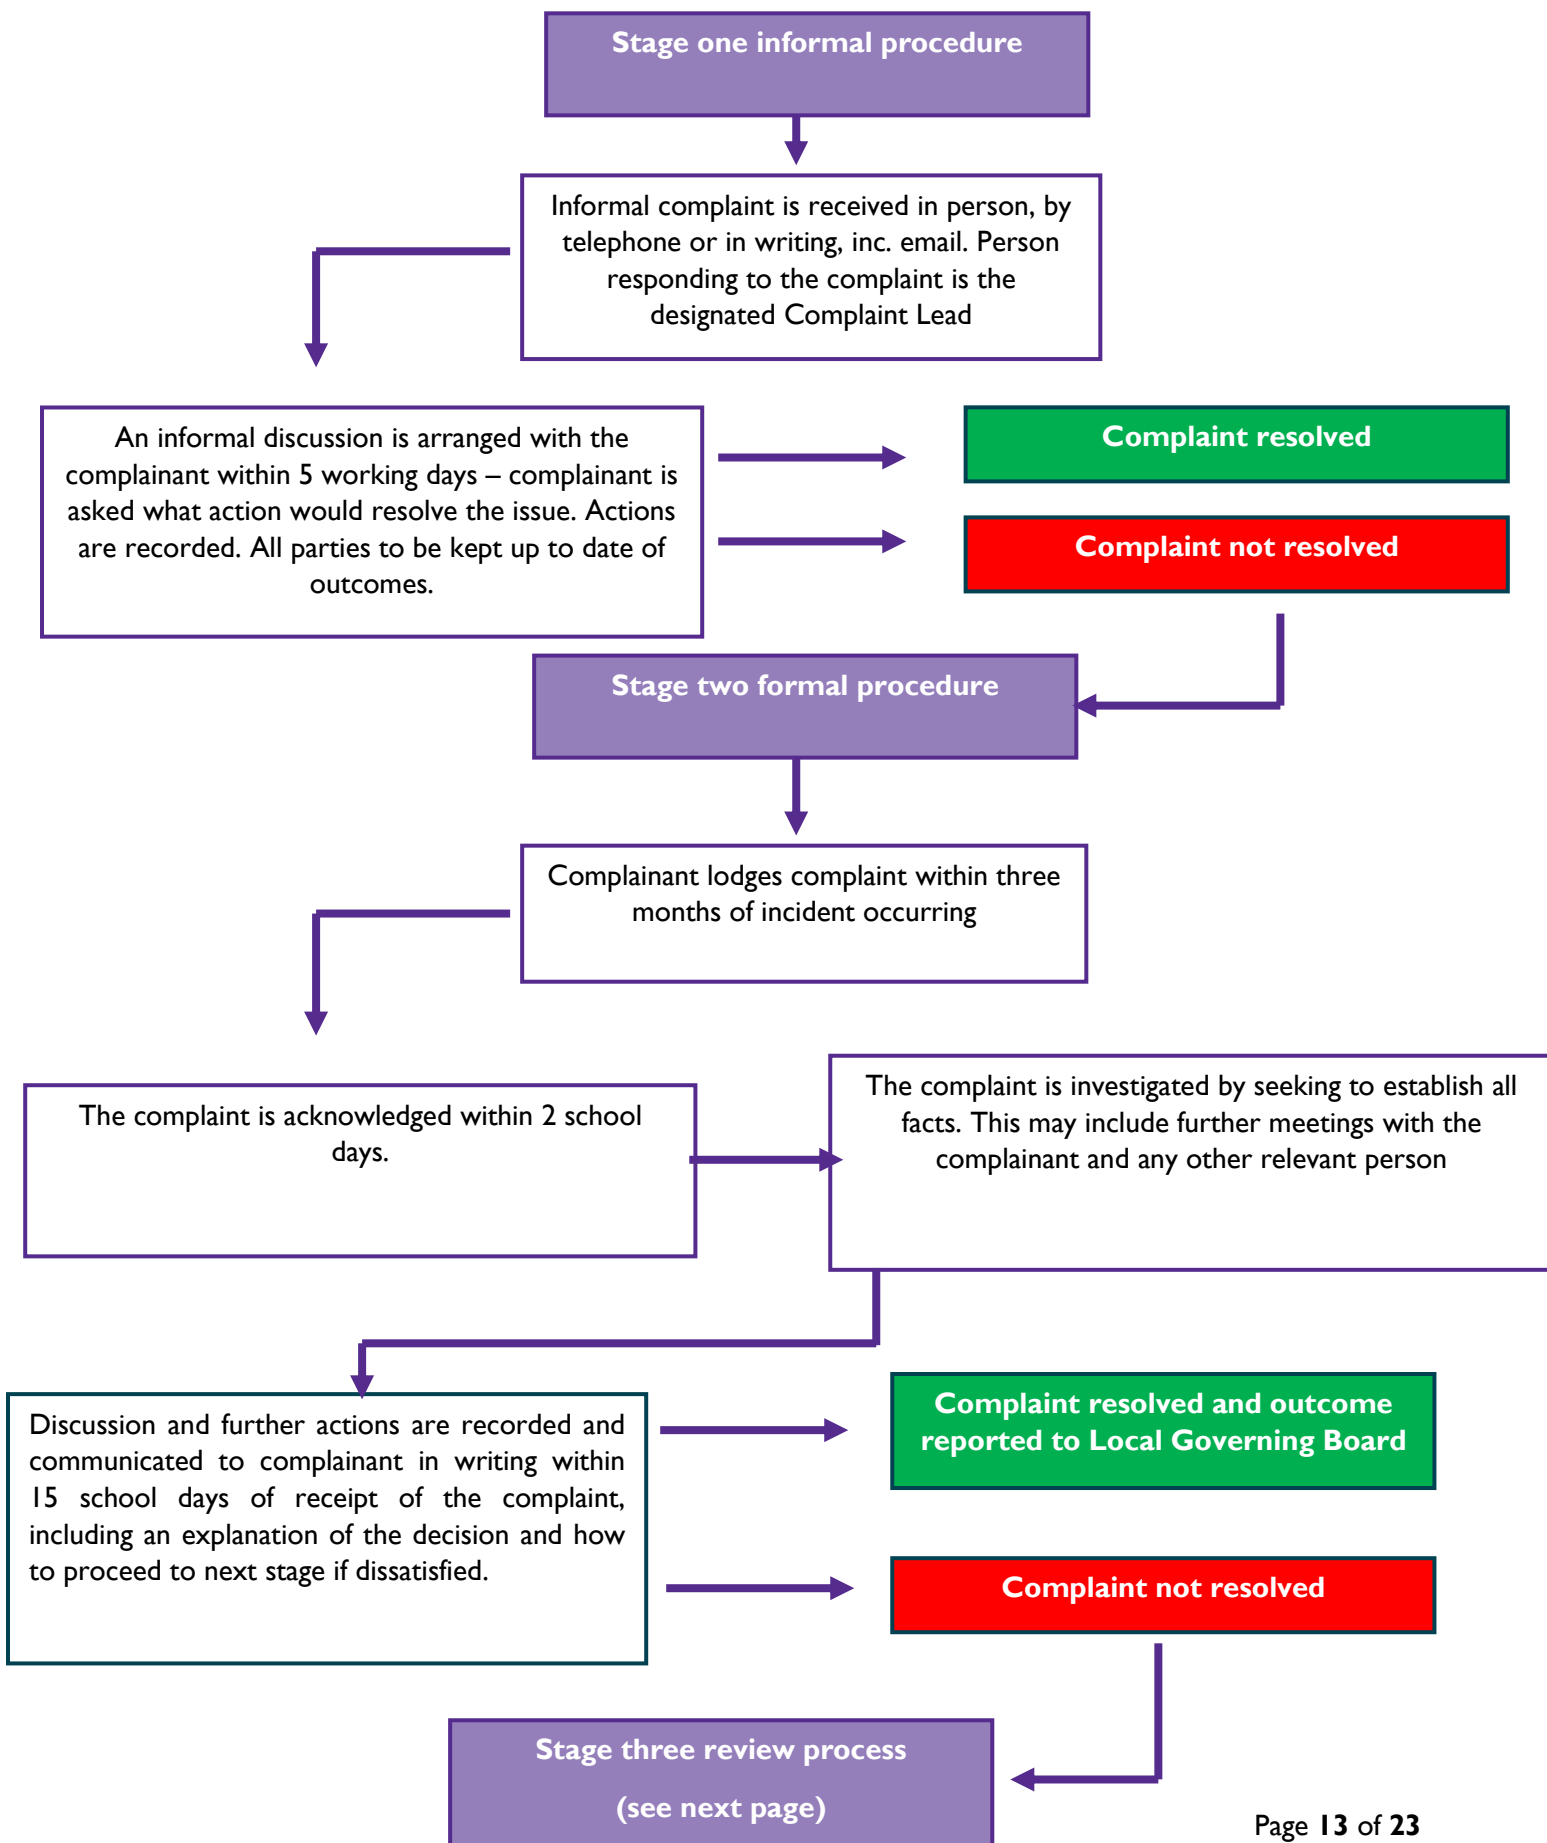 Stage one informal procedure
Informal complaint is received in person, by
telephone or in writing, inc. email. Person
responding to the complaint is the
designated Complaint Lead
An informal discussion is arranged with the
complainant within 5 working days – complainant is
asked what action would resolve the issue. Actions
are recorded. All parties to be kept up to date of
outcomes.
Complaint resolved
Complaint not resolved
Stage two formal procedure
Complainant lodges complaint within three
months of incident occurring
The complaint is acknowledged within 2 school
days.
The complaint is investigated by seeking to establish all
facts. This may include further meetings with the
complainant and any other relevant person
Discussion and further actions are recorded and
communicated to complainant in writing within
15 school days of receipt of the complaint,
including an explanation of the decision and how
to proceed to next stage if dissatisfied.
Complaint resolved and outcome
reported to Local Governing Board
Complaint not resolved
Stage three review process
(see next page)
Page 13 of 23